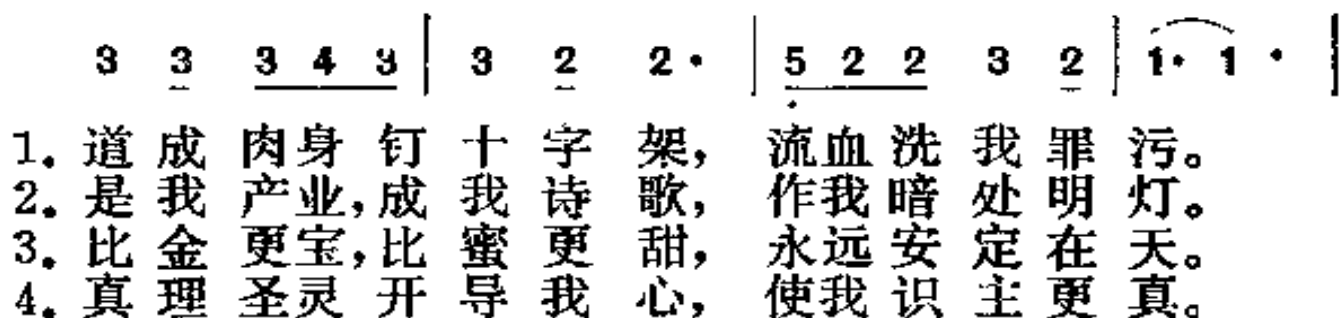 3 3 3 4 3 | 3 2 2· | 5 2 2 3 2 | 1· 1 · |
1. 道成肉身钉十字架,流血洗我罪污。
2. 是我产业,成我诗歌,作我暗处明灯。
3. 比金更宝,比蜜更甜,永远安定在天。
4. 真理圣灵开导我心,使我识主更真。